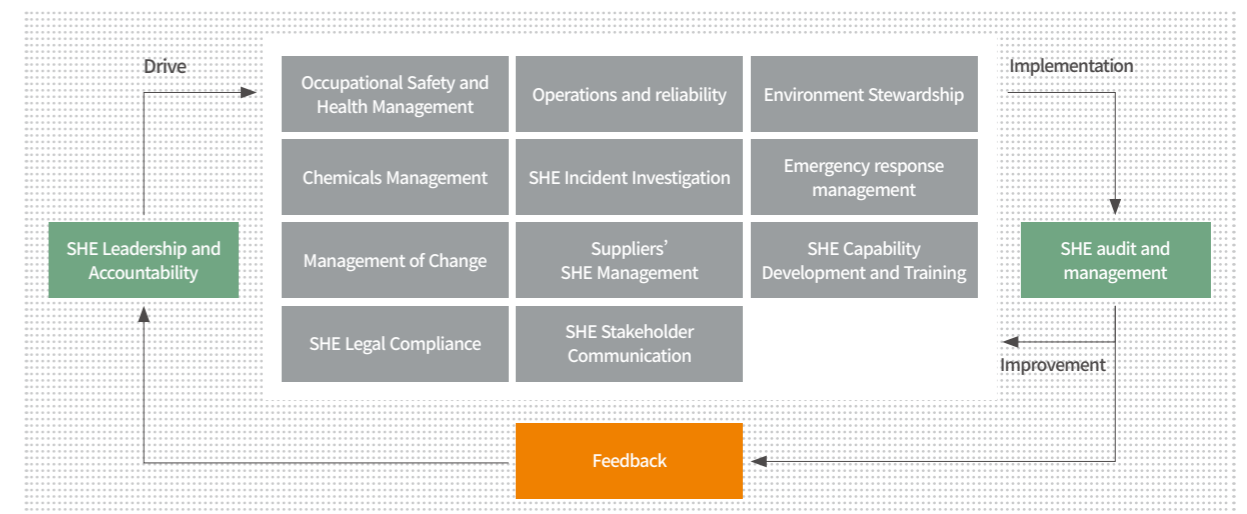 Drive
Implementation
Occupational Safety and
Health Management
Operations and reliability
Environment Stewardship
Chemicals Management
SHE Incident Investigation
Emergency response
management
SHE Leadership and
Accountability
Management of Change
Suppliers’
SHE Management
SHE Capability
Development and Training
SHE audit and
management
SHE Legal Compliance
SHE Stakeholder
Communication
Improvement
Feedback